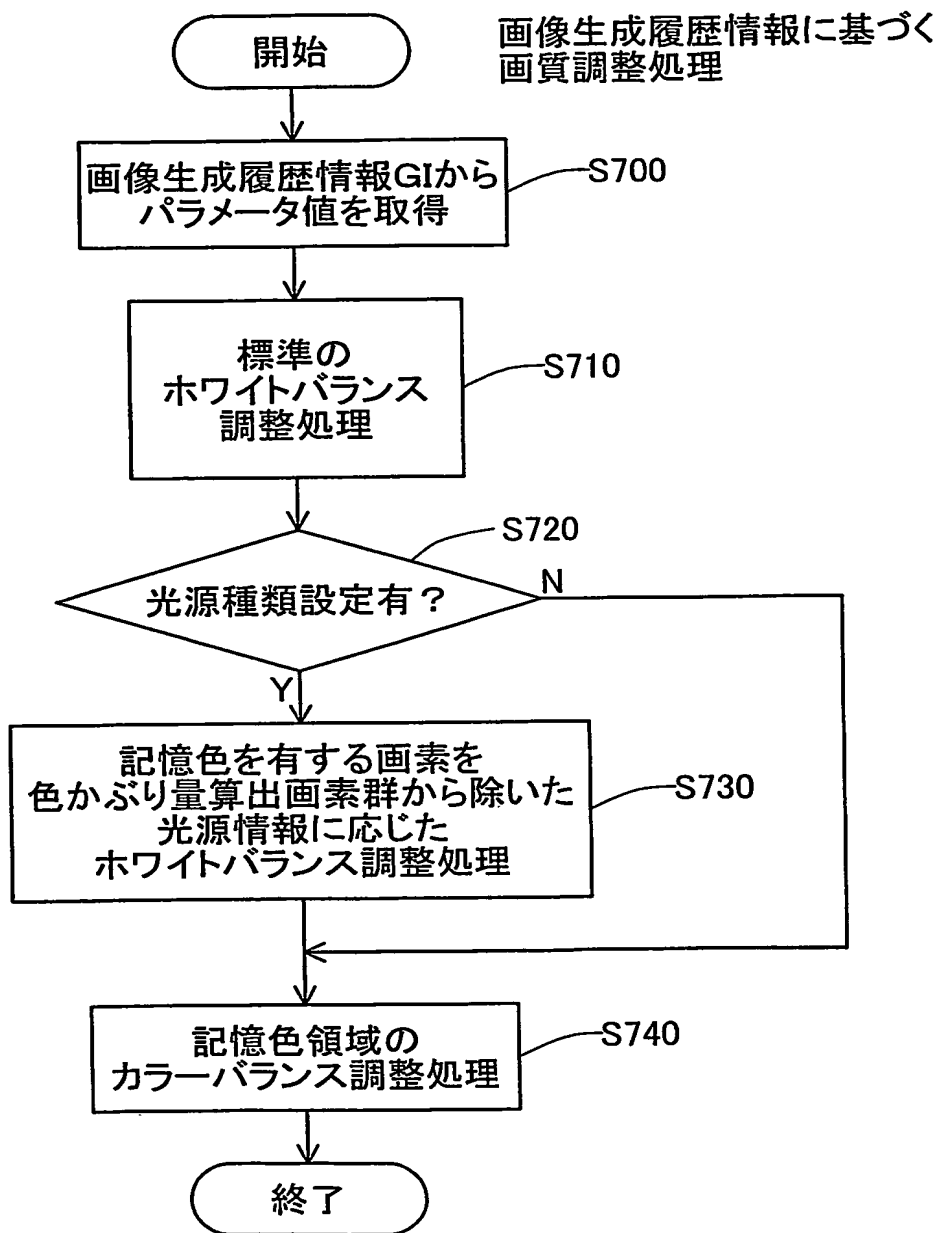 開始
画像生成履歴情報に基づく
画質調整処理
画像生成履歴情報GIから
パラメータ値を取得
S700
標準の
ホワイトバランス
調整処理
S710
S720
光源種類設定有？
N
Y
記憶色を有する画素を
色かぶり量算出画素群から除いた
光源情報に応じた
ホワイトバランス調整処理
S730
記憶色領域の
カラーバランス調整処理
S740
終了